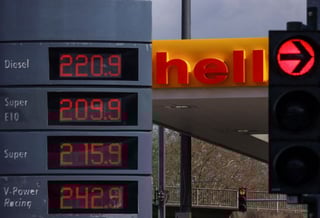 Diesel 220.9
Super E10 209.9
Super 215.9
V-Power Racing 242.9
hell